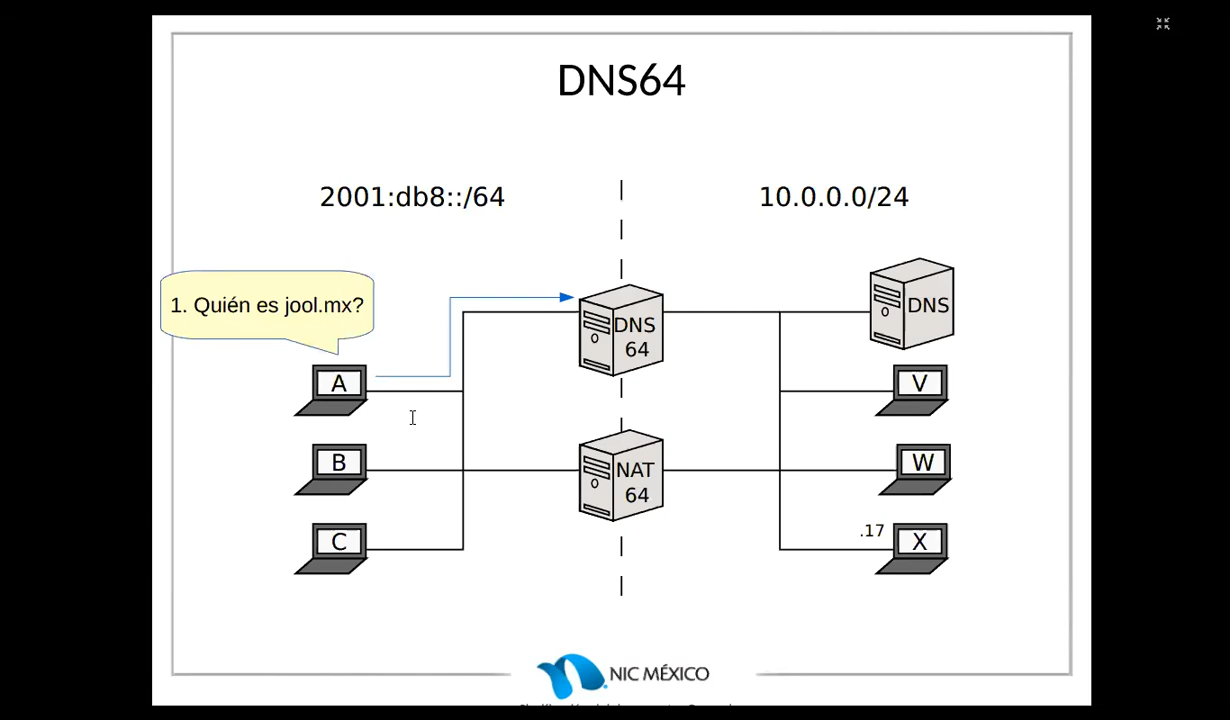 DNS64
2001:db8::/64
10.0.0.0/24
1. Quién es jool.mx?
DNS
64
DNS
A
V
B
NAT
64
W
C
.17
X
NIC MÉXICO